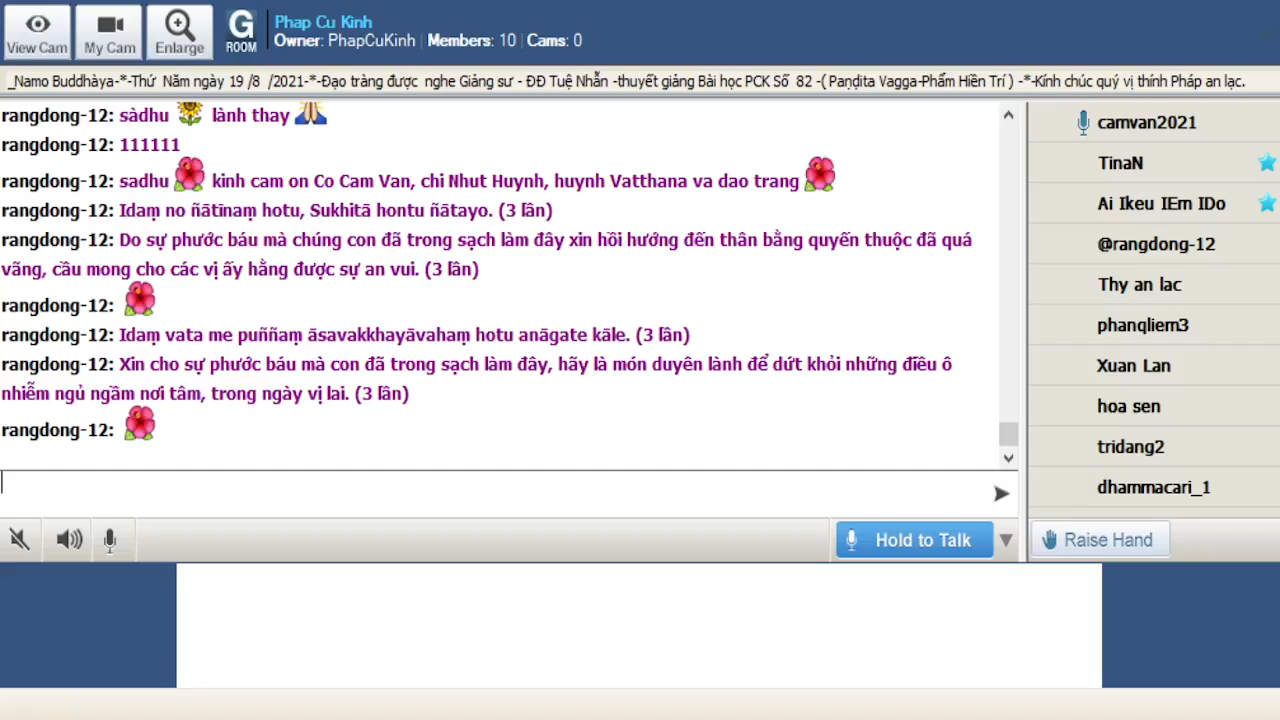 View Cam
My Cam
Enlarge
G
ROOM
Phap Cu Kinh
Owner: PhapCuKinh | Members: 10 | Cams: 0
_Namo Buddhàya-*-Thứ Năm ngày 19 /8 /2021-*-Đạo tràng được nghe Giảng sư - ĐĐ Tuệ Nhẫn -thuyết giảng Bài học PCK Số 82 -( Paṇḍita Vagga-Phẩm Hiền Trí ) -*-Kính chúc quý vị thính Pháp an lạc.
rangdong-12: sàdhu lành thay
rangdong-12: 111111
rangdong-12: sadhu kinh cam on Co Cam Van, chi Nhut Huynh, huynh Vatthana va dao trang
rangdong-12: Idaṃ no ñātinaṃ hotu, Sukhitā hontu ñātayo. (3 lần)
rangdong-12: Do sự phước báu mà chúng con đã trong sạch làm đây xin hồi hướng đến thân bằng quyến thuộc đã quá
vãng, cầu mong cho các vị ấy hằng được sự an vui. (3 lần)
rangdong-12:
rangdong-12: Idaṃ vata me puññaṃ āsavakkhayāvahaṃ hotu anāgate kāle. (3 lần)
rangdong-12: Xin cho sự phước báu mà con đã trong sạch làm đây, hãy là món duyên lành để dứt khỏi những điều ô
nhiễm ngủ ngầm nơi tâm, trong ngày vị lai. (3 lần)
rangdong-12:
camvan2021
TinaN
Ai Ikeu IEm IDo
@rangdong-12
Thy an lac
phanqliem3
Xuan Lan
hoa sen
tridang2
dhammacari_1
Hold to Talk
Raise Hand